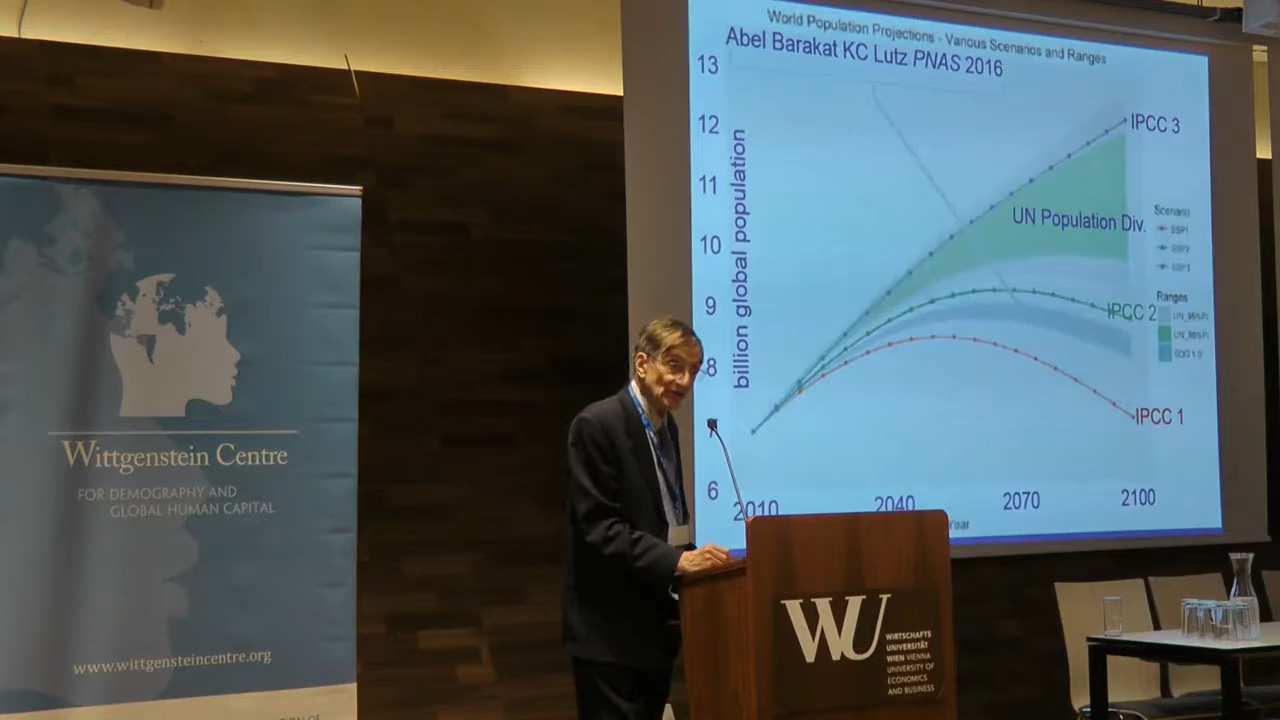 World Population Projections - Various Scenarios and Ranges
Abel Barakat KC Lutz PNAS 2016
13
12
11
10
9
8
7
6
billion global population
2010
2040
2070
2100
Year
IPCC 3
UN Population Div.
IPCC 2
IPCC 1
Scenario
SSP1
SSP2
SSP3
Ranges
UN_95%PI
UN_80%PI
SDG 1-3
Wittgenstein Centre
FOR DEMOGRAPHY AND
GLOBAL HUMAN CAPITAL
www.wittgensteincentre.org
WU
WIRTSCHAFTS
UNIVERSITÄT
WIEN VIENNA
UNIVERSITY OF
ECONOMICS
AND BUSINESS